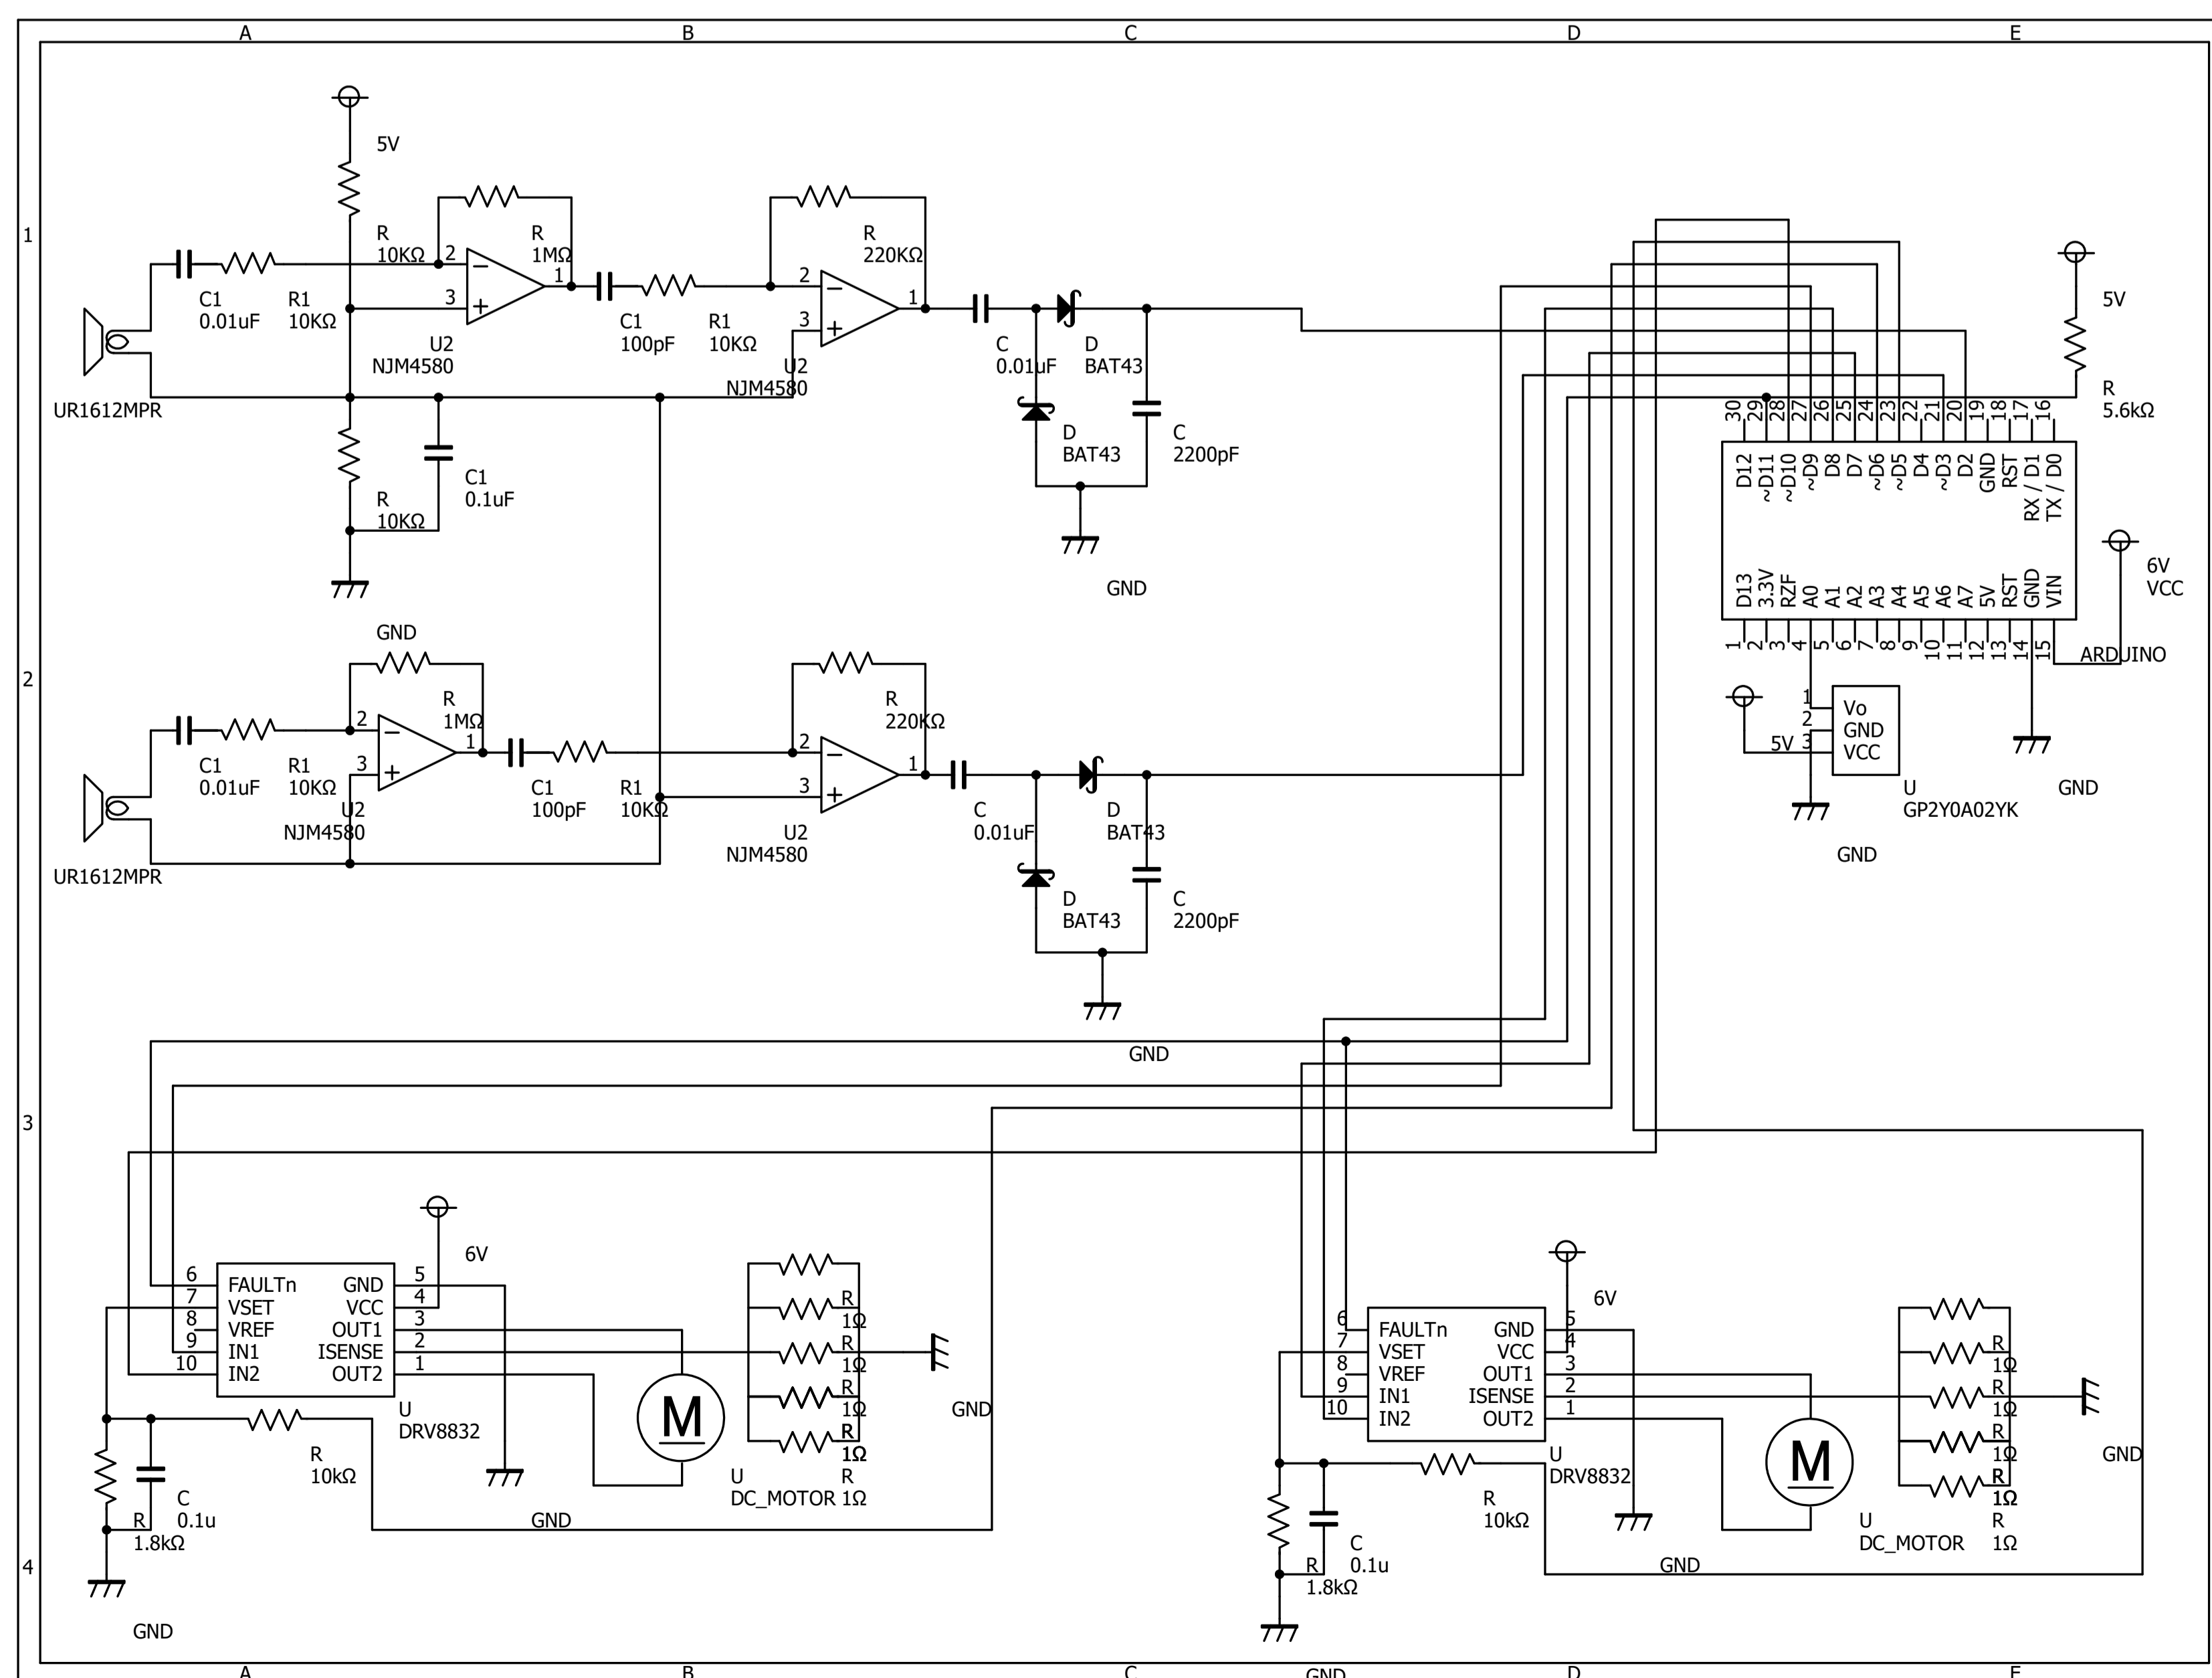 A
B
C
D
E
1
2
3
4
5V
R
10KΩ
R
1MΩ
R
220KΩ
2
3
1
2
3
1
C1
0.01uF
R1
10KΩ
U2
NJM4580
C1
100pF
R1
10KΩ
U2
NJM4580
C
0.01uF
D
BAT43
UR1612MPR
D
BAT43
C
2200pF
C1
0.1uF
R
10KΩ
GND
GND
5V
R
5.6kΩ
30
29
28
27
26
25
24
23
22
21
20
19
18
17
16
D12
~D11
~D10
~D9
D8
D7
~D6
~D5
D4
~D3
D2
GND
RST
RX / D1
TX / D0
D13
3.3V
RZF
A0
A1
A2
A3
A4
A5
A6
A7
5V
RST
GND
VIN
1
2
3
4
5
6
7
8
9
10
11
12
13
14
15
ARDUINO
6V
VCC
1
2
3
Vo
GND
VCC
5V
U
GP2Y0A02YK
GND
GND
R
1MΩ
R
220KΩ
2
3
1
2
3
1
C1
0.01uF
R1
10KΩ
U2
NJM4580
C1
100pF
R1
10KΩ
U2
NJM4580
C
0.01uF
D
BAT43
UR1612MPR
D
BAT43
C
2200pF
GND
6V
6 FAULTn GND 5
7 VSET VCC 4
8 VREF OUT1 3
9 IN1 ISENSE 2
10 IN2 OUT2 1
U
DRV8832
R
10kΩ
C
0.1u
R
1.8kΩ
GND
GND
M
U
DC_MOTOR
R
1Ω
R
1Ω
R
1Ω
R
1Ω
R
1Ω
GND
6V
6 FAULTn GND 5
7 VSET VCC 4
8 VREF OUT1 3
9 IN1 ISENSE 2
10 IN2 OUT2 1
U
DRV8832
R
10kΩ
C
0.1u
R
1.8kΩ
GND
GND
M
U
DC_MOTOR
R
1Ω
R
1Ω
R
1Ω
R
1Ω
R
1Ω
GND
A
B
C
D
E